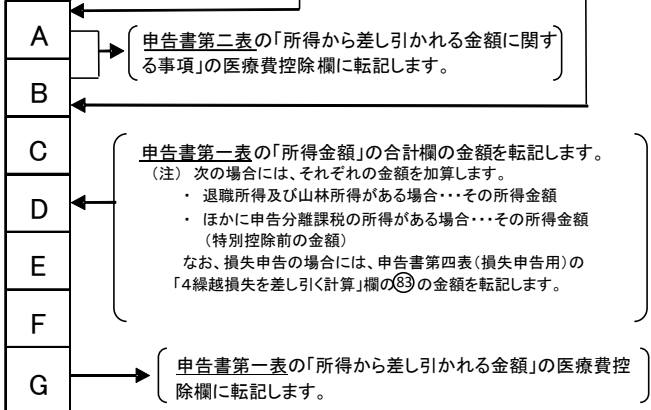 A
申告書第二表の「所得から差し引かれる金額に関す
る事項」の医療費控除欄に転記します。
B
C
申告書第一表の「所得金額」の合計欄の金額を転記します。
(注) 次の場合には、それぞれの金額を加算します。
・ 退職所得及び山林所得がある場合・・・その所得金額
D
・ ほかに申告分離課税の所得がある場合・・・その所得金額
(特別控除前の金額)
E
なお、損失申告の場合には、申告書第四表(損失申告用)の
「4繰越損失を差し引く計算」欄の83の金額を転記します。
F
G
申告書第一表の「所得から差し引かれる金額」の医療費控
除欄に転記します。